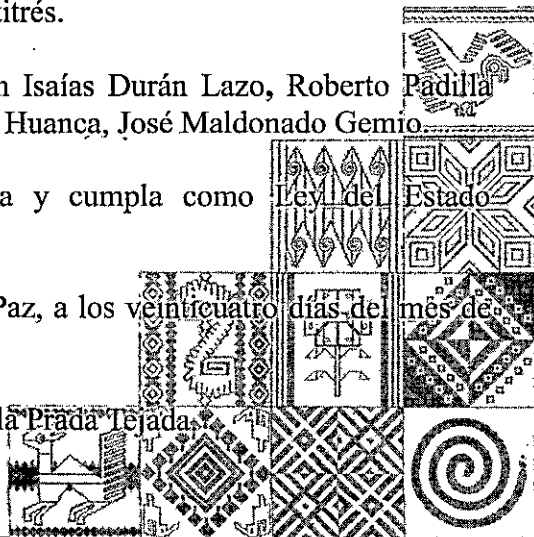 titrés.
n Isaías Durán Lazo, Roberto Padilla
Huanca, José Maldonado Gemio.
a y cumpla como Ley del Estado
Paz, a los veinticuatro días del mes de
la Prada Tejada.